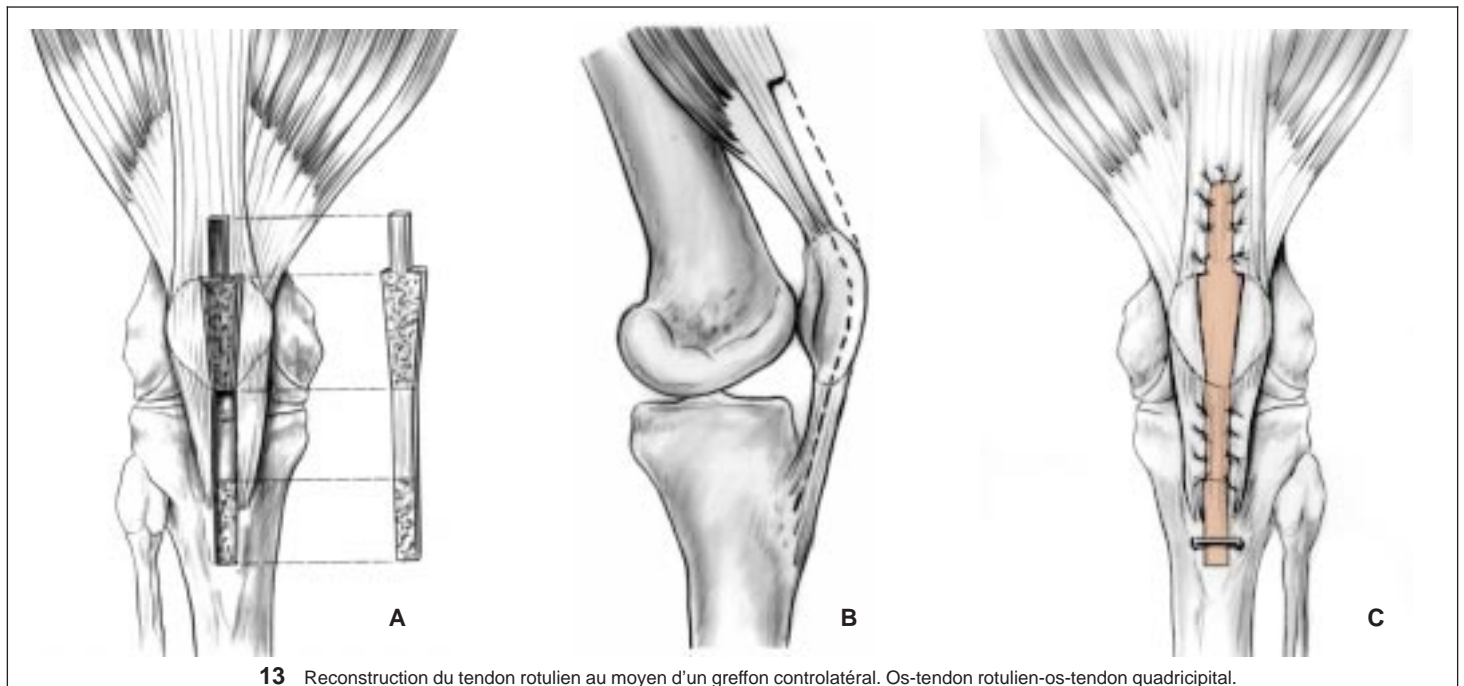 A
B
C
13 Reconstruction du tendon rotulien au moyen d'un greffon controlatéral. Os-tendon rotulien-os-tendon quadricipital.